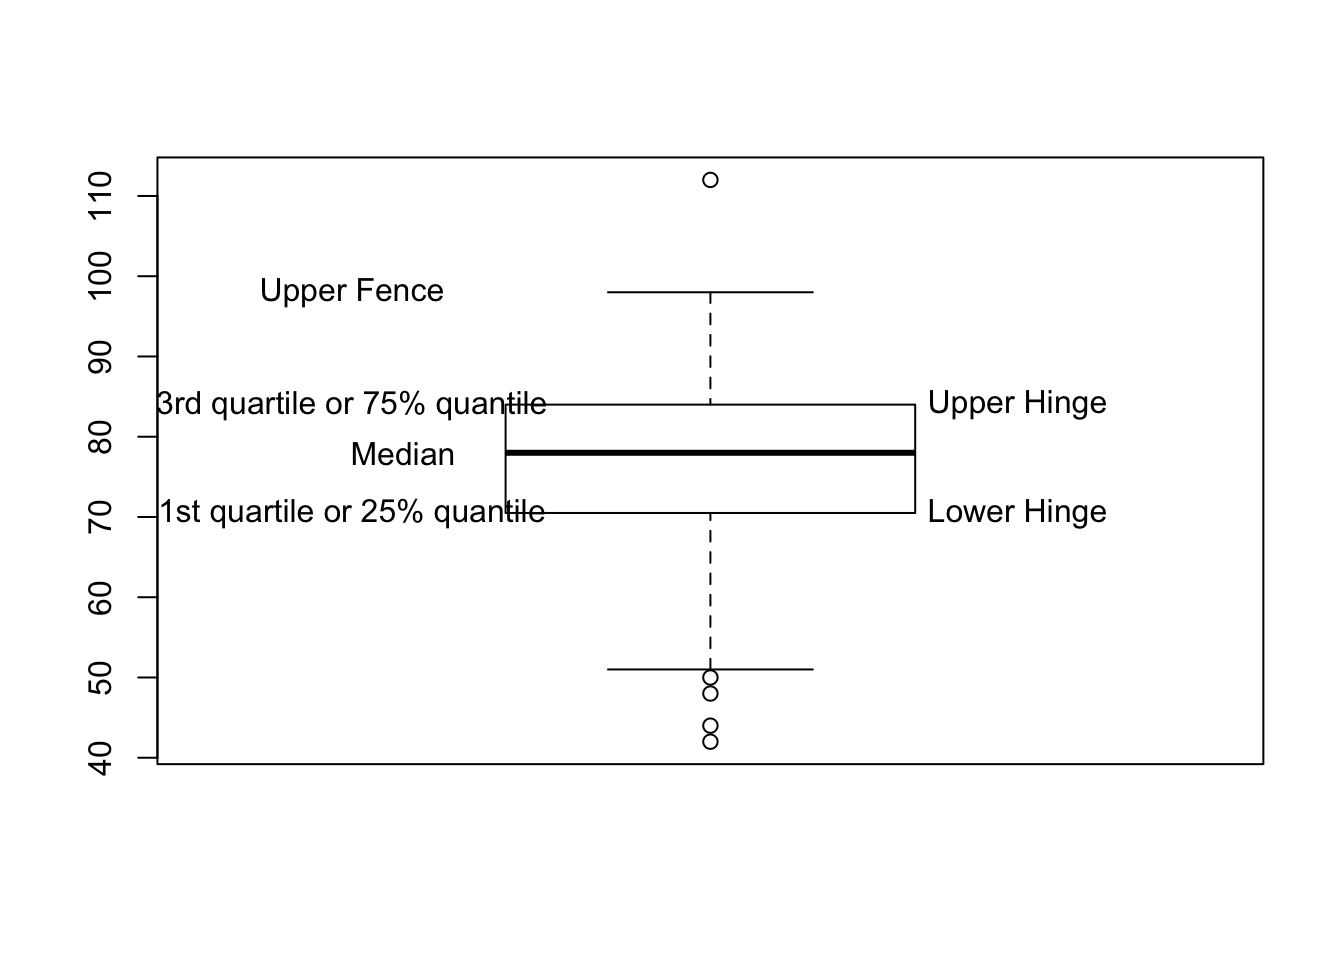 110
100
Upper Fence
90
3rd quartile or 75% quantile
Upper Hinge
80
Median
70
1st quartile or 25% quantile
Lower Hinge
60
50
40